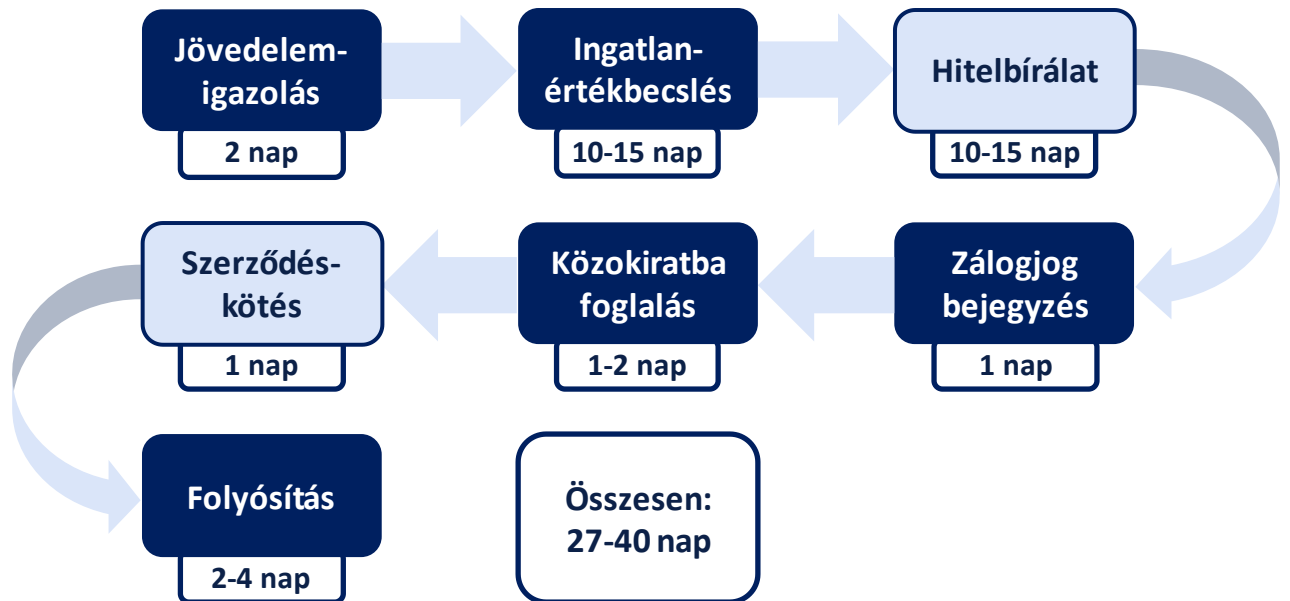 Jövedelem-
igazolás
2 nap
Ingatlan-
értékbecslés
10-15 nap
Hitelbírálat
10-15 nap
Zálogjog
bejegyzés
1 nap
Közokiratba
foglalás
1-2 nap
Szerződés-
kötés
1 nap
Folyósítás
2-4 nap
Összesen:
27-40 nap